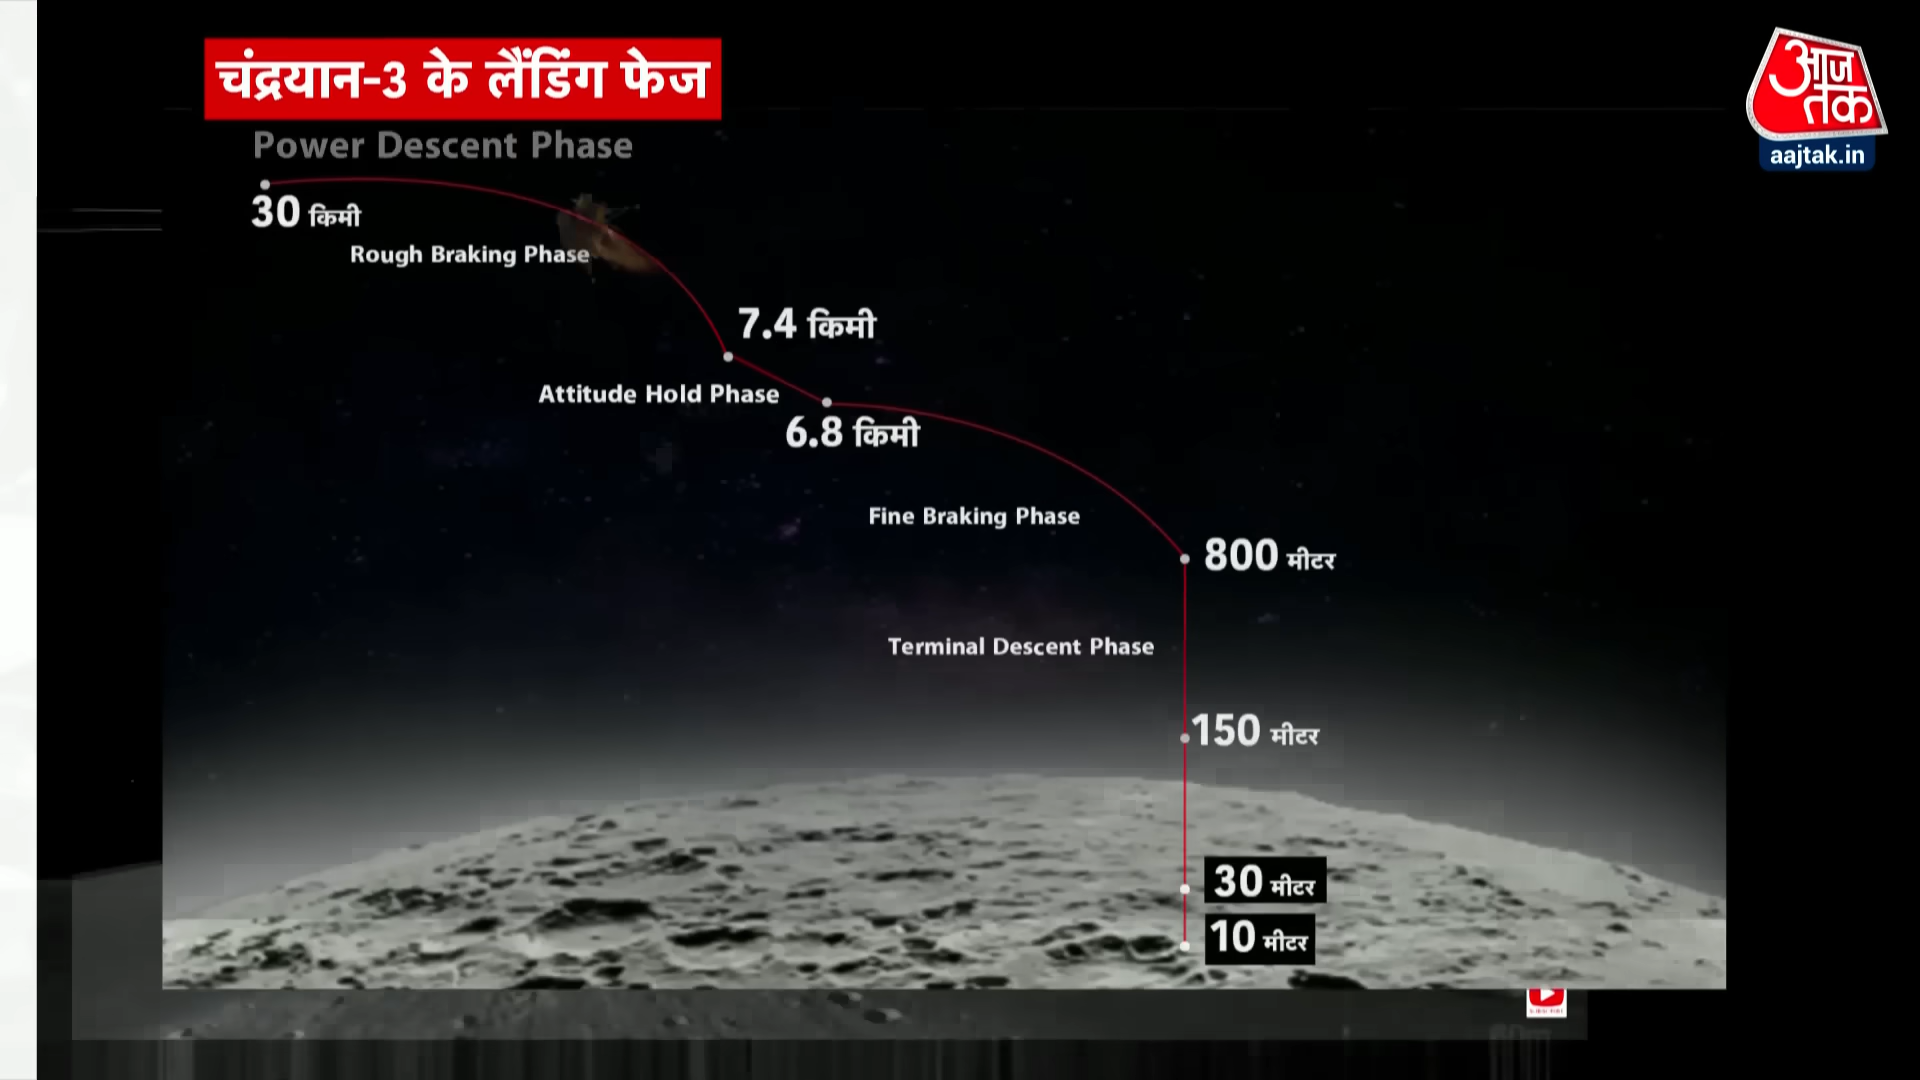 चंद्रयान-3 के लैंडिंग फेज
आज
तक
aajtak.in
Power Descent Phase
30 किमी
Rough Braking Phase
7.4 किमी
Attitude Hold Phase
6.8 किमी
Fine Braking Phase
800 मीटर
Terminal Descent Phase
150 मीटर
30 मीटर
10 मीटर